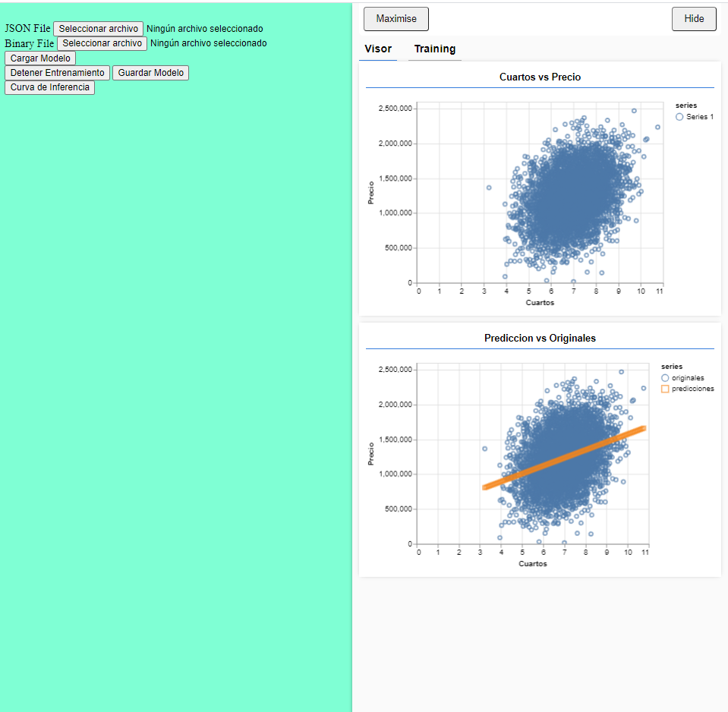 JSON File Seleccionar archivo Ningún archivo seleccionado
Binary File Seleccionar archivo Ningún archivo seleccionado
Cargar Modelo
Detener Entrenamiento Guardar Modelo
Curva de Inferencia
Maximise Hide
Visor Training
Cuartos vs Precio
series
Series 1
2,500,000
2,000,000
1,500,000
1,000,000
500,000
0
Precio
0 1 2 3 4 5 6 7 8 9 10 11
Cuartos
Prediccion vs Originales
series
originales
predicciones
2,500,000
2,000,000
1,500,000
1,000,000
500,000
0
Precio
0 1 2 3 4 5 6 7 8 9 10 11
Cuartos